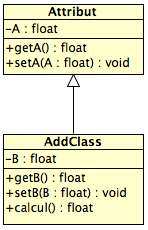 Attribut
-A : float
+getA() : float
+setA(A : float) : void
AddClass
-B : float
+getB() : float
+setB(B : float) : void
+calcul() : float